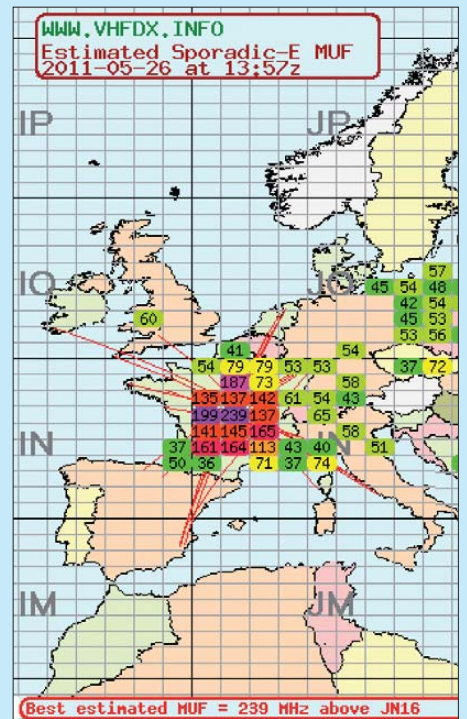 WWW.VHFDX.INFO
Estimated Sporadic-E MUF
2011-05-26 at 13:57z
IP JP
IO JO
57
45 54 48
42 54
60 45 53
53 56
41 54
54 79 79 53 53 37 72
187 73 58
135 137 142 61 54 43
199 239 137 65
141 145 165 58
IN JN
37 161 164 113 43 40 51
50 36 71 37 74
IM JM
Best estimated MUF = 239 MHz above JN16